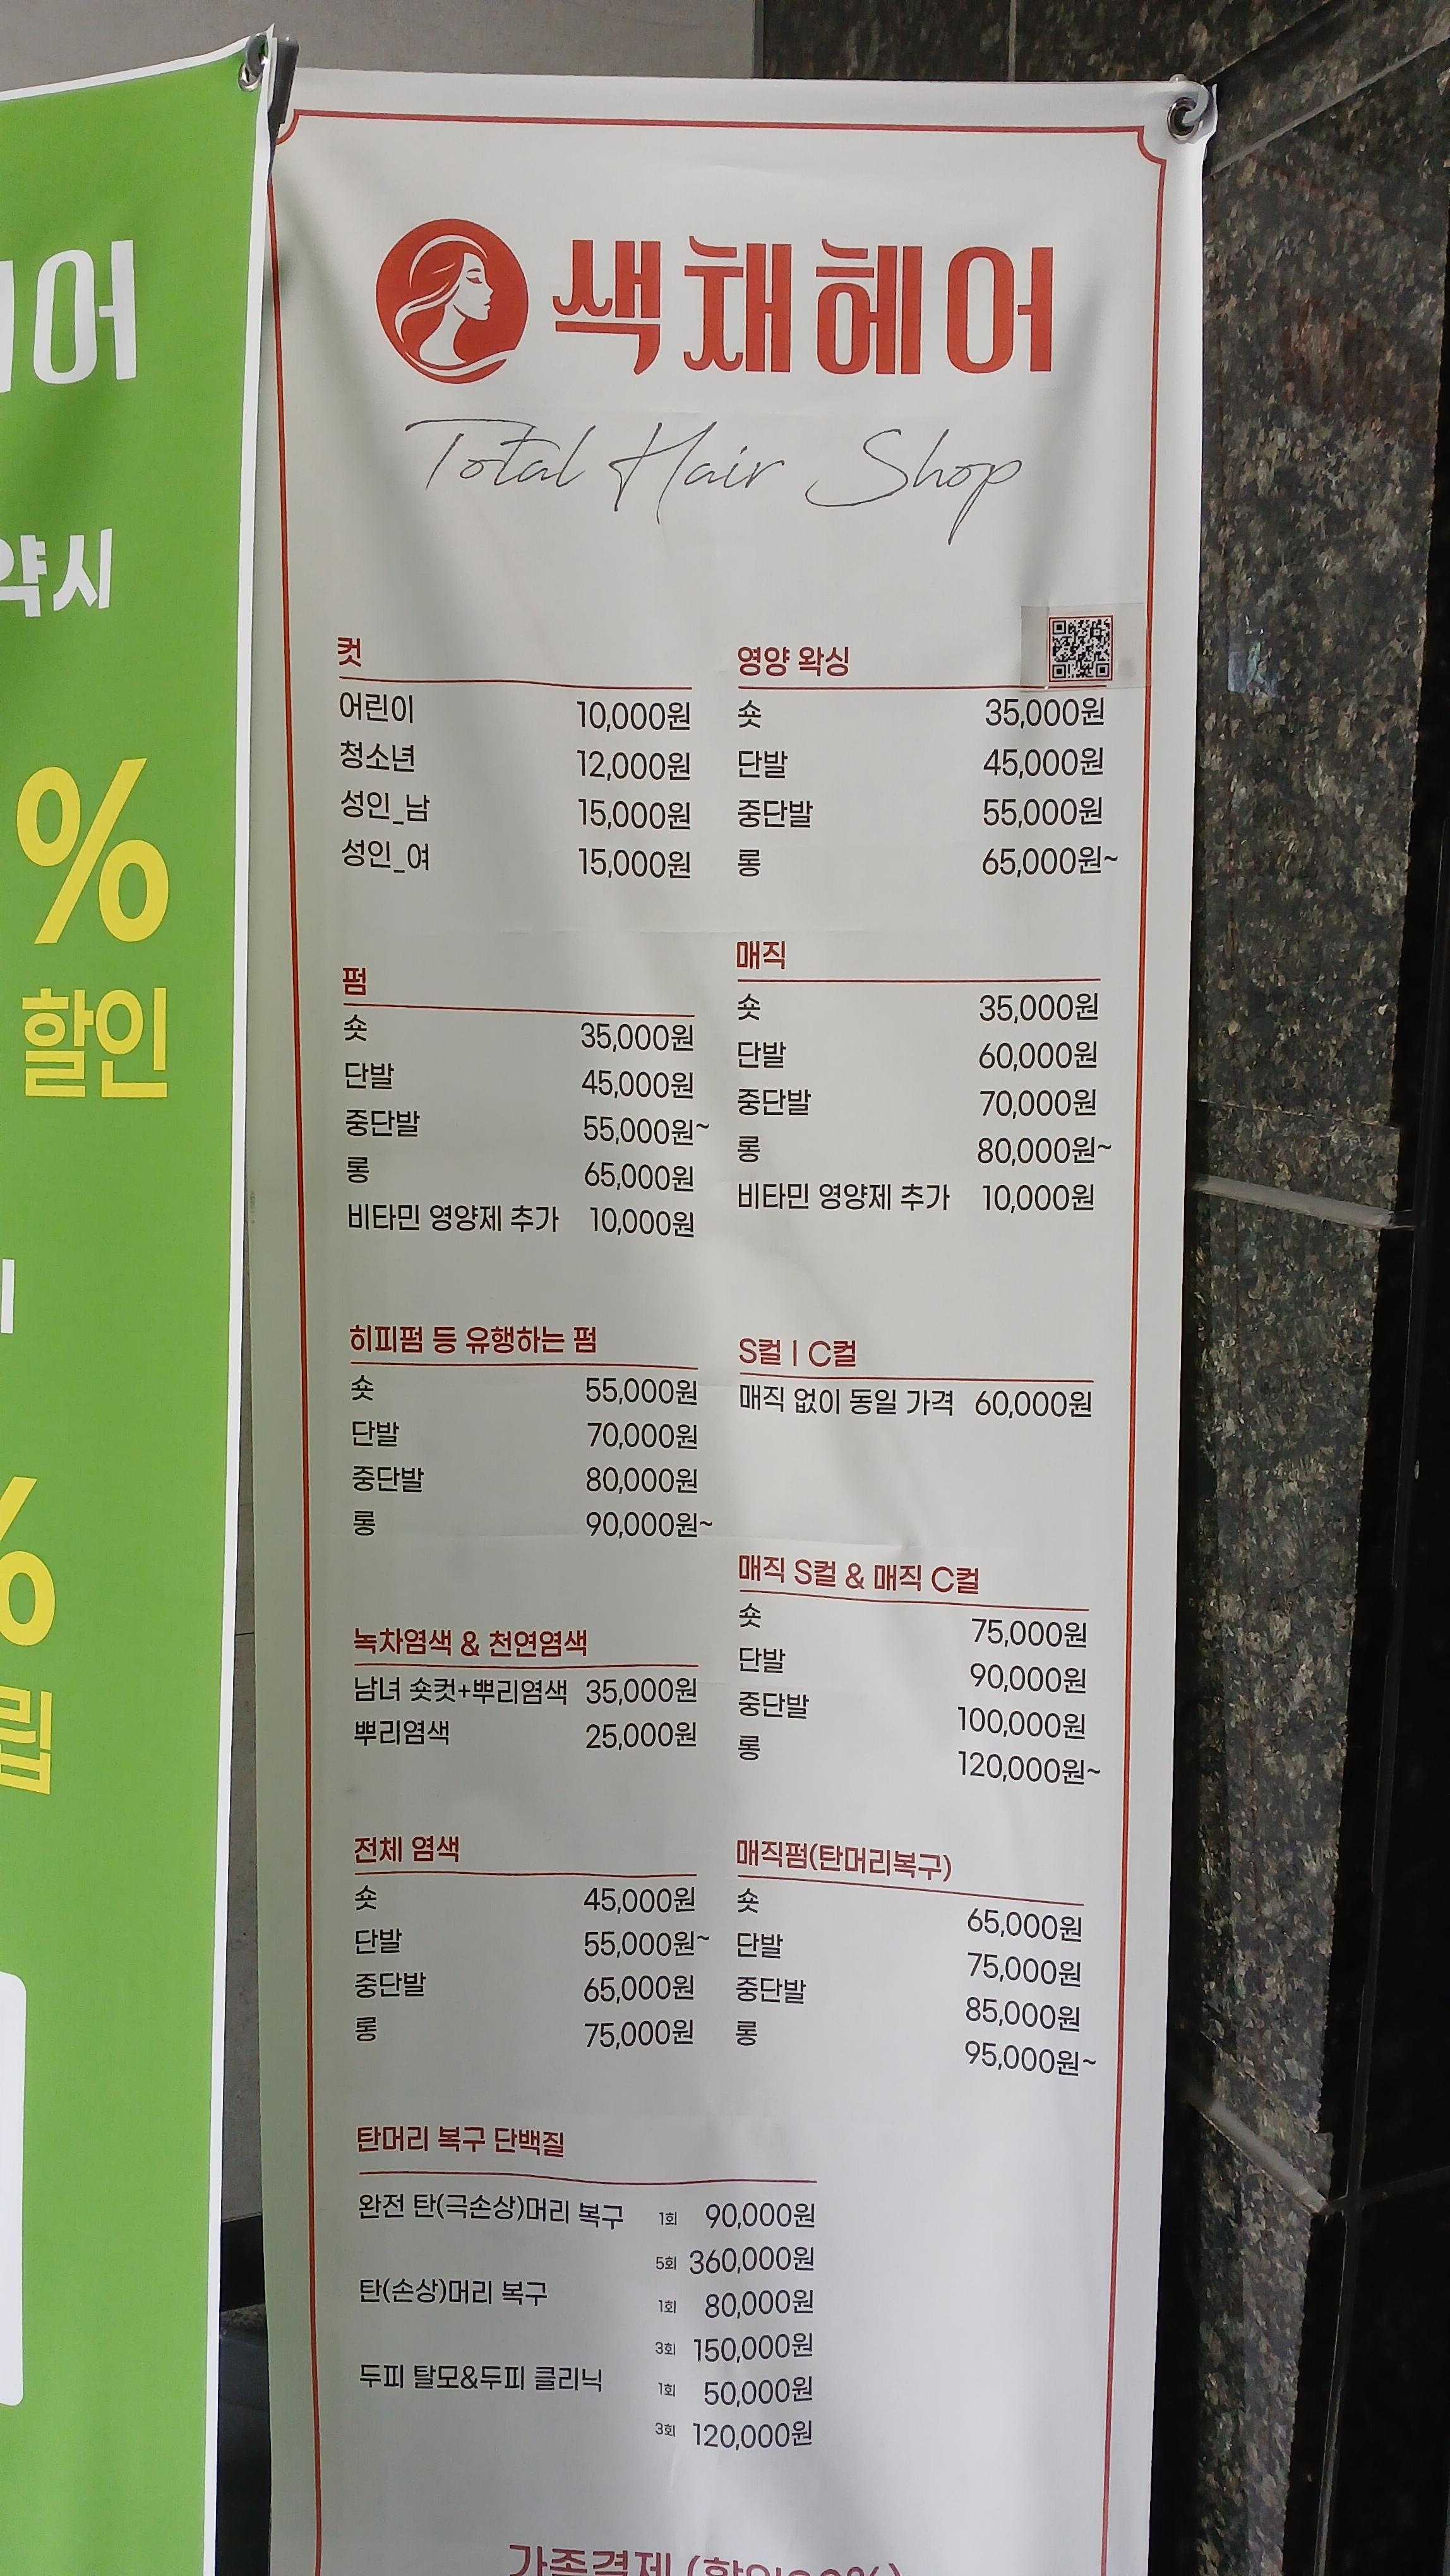 색채헤어
Total Hair Shop
컷
어린이 10,000원
청소년 12,000원
성인_남 15,000원
성인_여 15,000원
영양 왁싱
숏 35,000원
단발 45,000원
중단발 55,000원
롱 65,000원~
펌
숏 35,000원
단발 45,000원
중단발 55,000원~
롱 65,000원
비타민 영양제 추가 10,000원
매직
숏 35,000원
단발 60,000원
중단발 70,000원
롱 80,000원~
비타민 영양제 추가 10,000원
히피펌 등 유행하는 펌
숏 55,000원
단발 70,000원
중단발 80,000원
롱 90,000원~
S컬 | C컬
매직 없이 동일 가격 60,000원
녹차염색 & 천연염색
남녀 숏컷+뿌리염색 35,000원
뿌리염색 25,000원
매직 S컬 & 매직 C컬
숏 75,000원
단발 90,000원
중단발 100,000원
롱 120,000원~
전체 염색
숏 45,000원
단발 55,000원~
중단발 65,000원
롱 75,000원
매직펌(탄머리복구)
숏 65,000원
단발 75,000원
중단발 85,000원
롱 95,000원~
탄머리 복구 단백질
완전 탄(극손상)머리 복구 1회 90,000원
5회 360,000원
탄(손상)머리 복구 1회 80,000원
3회 150,000원
두피 탈모&두피 클리닉 1회 50,000원
3회 120,000원
어
약시
%
할인
%
립